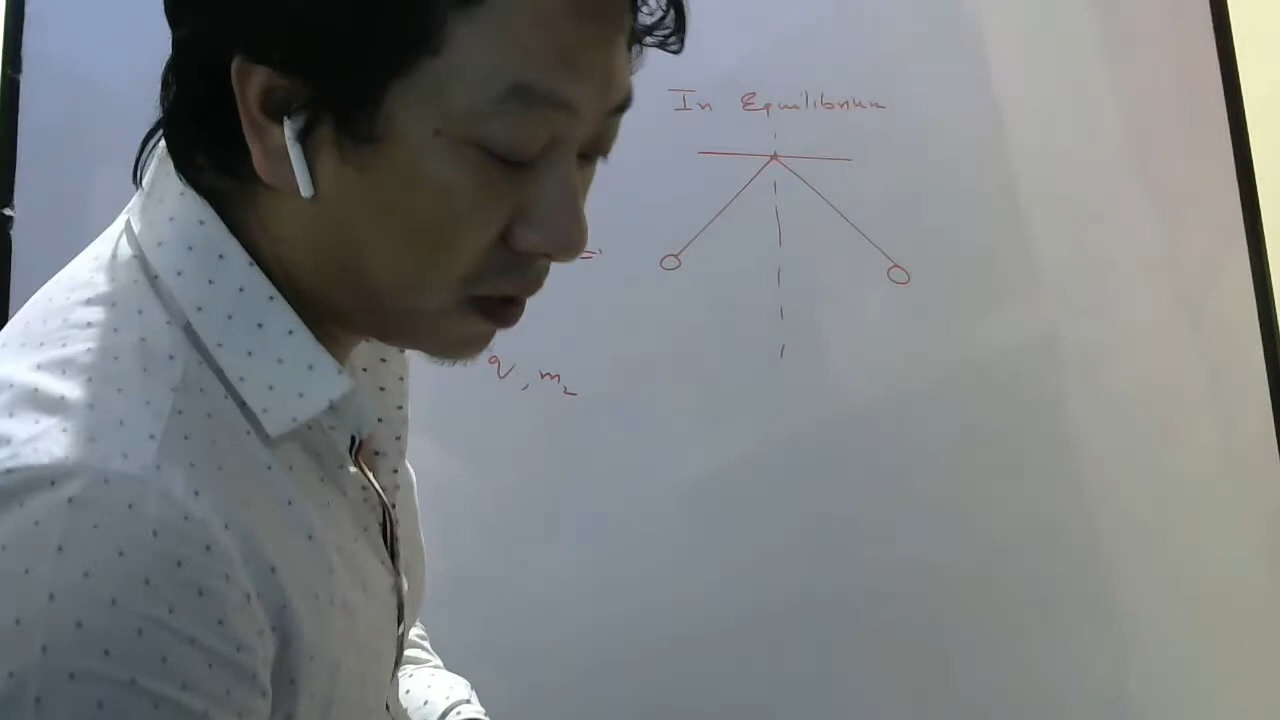 In Equilibrium
=
q, m₂